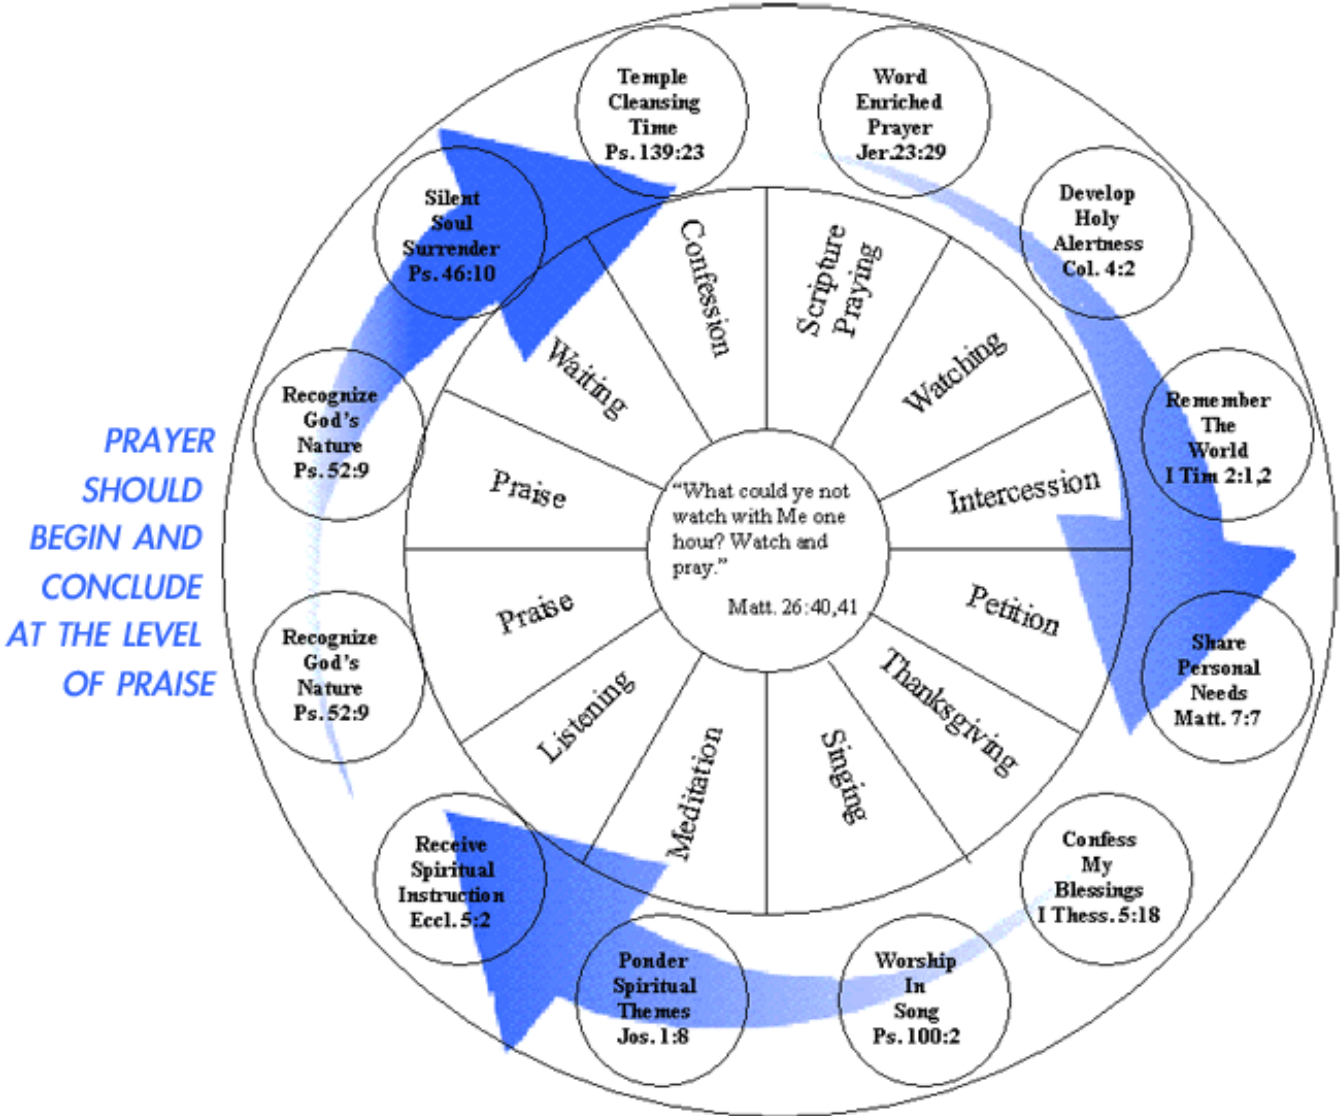 PRAYER
SHOULD
BEGIN AND
CONCLUDE
AT THE LEVEL
OF PRAISE
Temple
Cleansing
Time
Ps. 139:23
Word
Enriched
Prayer
Jer.23:29
Develop
Holy
Alertness
Col. 4:2
Remember
The
World
I Tim 2:1,2
Share
Personal
Needs
Matt. 7:7
Confess
My
Blessings
I Thess. 5:18
Worship
In
Song
Ps. 100:2
Ponder
Spiritual
Themes
Jos. 1:8
Receive
Spiritual
Instruction
Eccl. 5:2
Recognize
God's
Nature
Ps. 52:9
Recognize
God's
Nature
Ps. 52:9
Silent
Soul
Surrender
Ps. 46:10
Confession
Scripture
Praying
Watching
Intercession
Petition
Thanksgiving
Singing
Meditation
Listening
Praise
Praise
Waiting
“What could ye not
watch with Me one
hour? Watch and
pray.”
Matt. 26:40,41